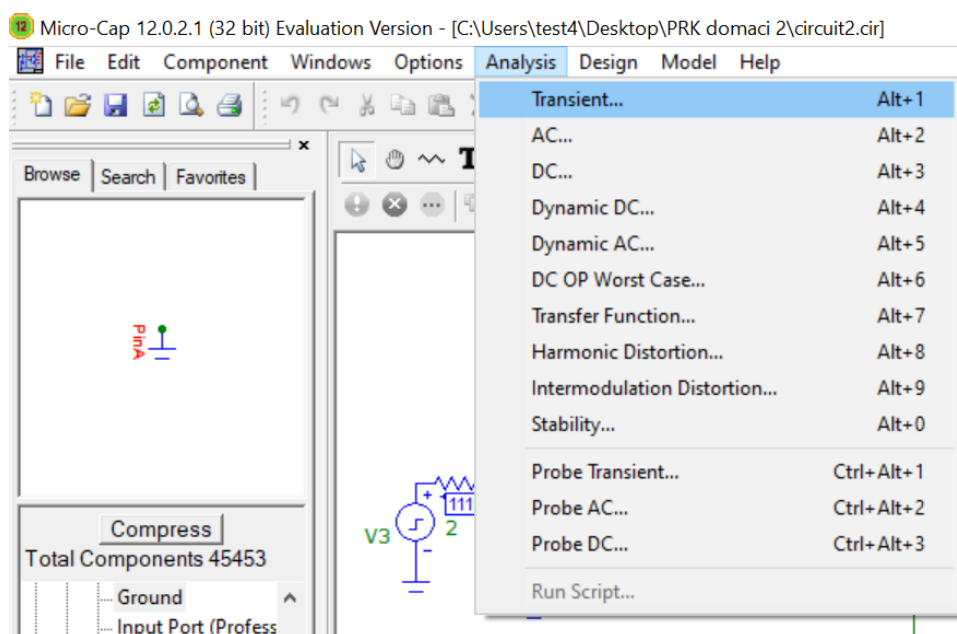 12 Micro-Cap 12.0.2.1 (32 bit) Evaluation Version - [C:\Users\test4\Desktop\PRK domaci 2\circuit2.cir]
File Edit Component Windows Options Analysis Design Model Help
Transient... Alt+1
AC... Alt+2
DC... Alt+3
Dynamic DC... Alt+4
Dynamic AC... Alt+5
DC OP Worst Case... Alt+6
Transfer Function... Alt+7
Harmonic Distortion... Alt+8
Intermodulation Distortion... Alt+9
Stability... Alt+0
Probe Transient... Ctrl+Alt+1
Probe AC... Ctrl+Alt+2
Probe DC... Ctrl+Alt+3
Run Script...
T
Browse Search Favorites
PinA
Compress
Total Components 45453
Ground
Input Port (Profess
V3
111
2